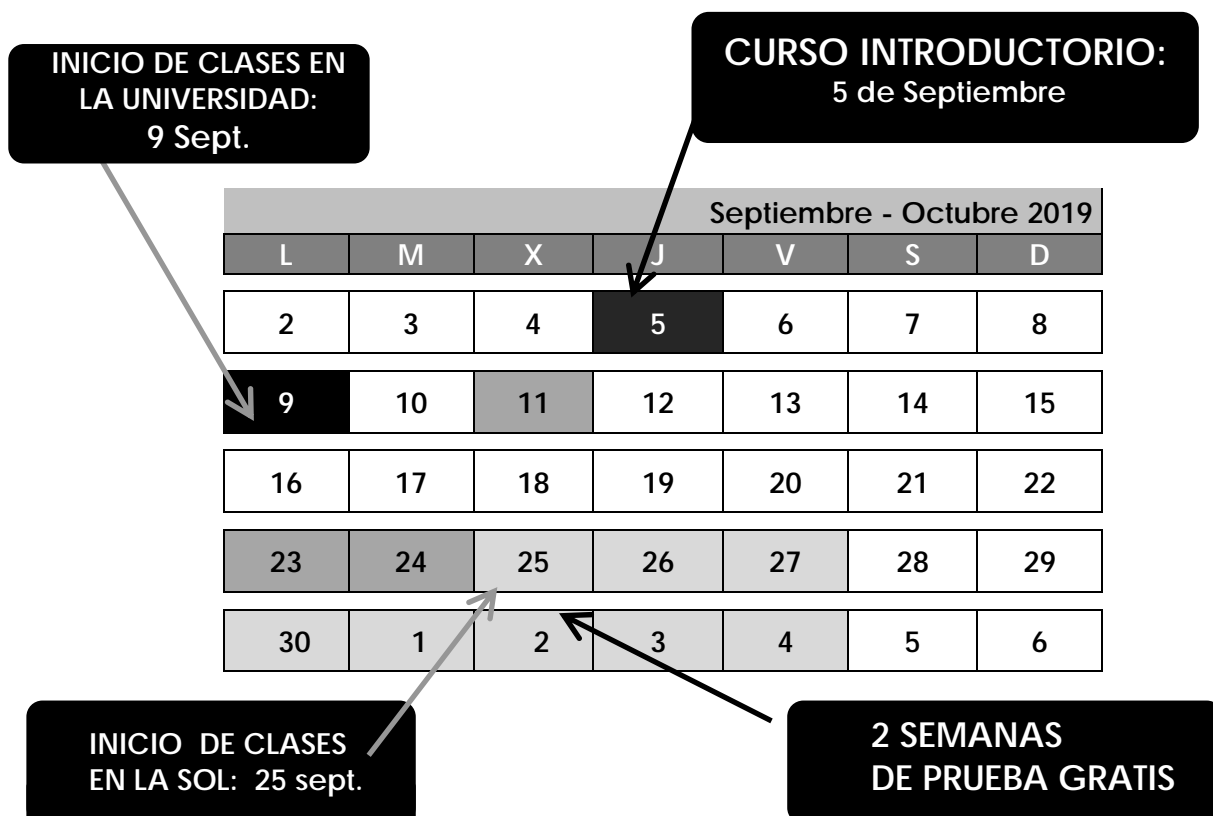 INICIO DE CLASES EN
LA UNIVERSIDAD:
9 Sept.
CURSO INTRODUCTORIO:
5 de Septiembre
Septiembre - Octubre 2019
L M X J V S D
2 3 4 5 6 7 8
9 10 11 12 13 14 15
16 17 18 19 20 21 22
23 24 25 26 27 28 29
30 1 2 3 4 5 6
INICIO DE CLASES
EN LA SOL: 25 sept.
2 SEMANAS
DE PRUEBA GRATIS